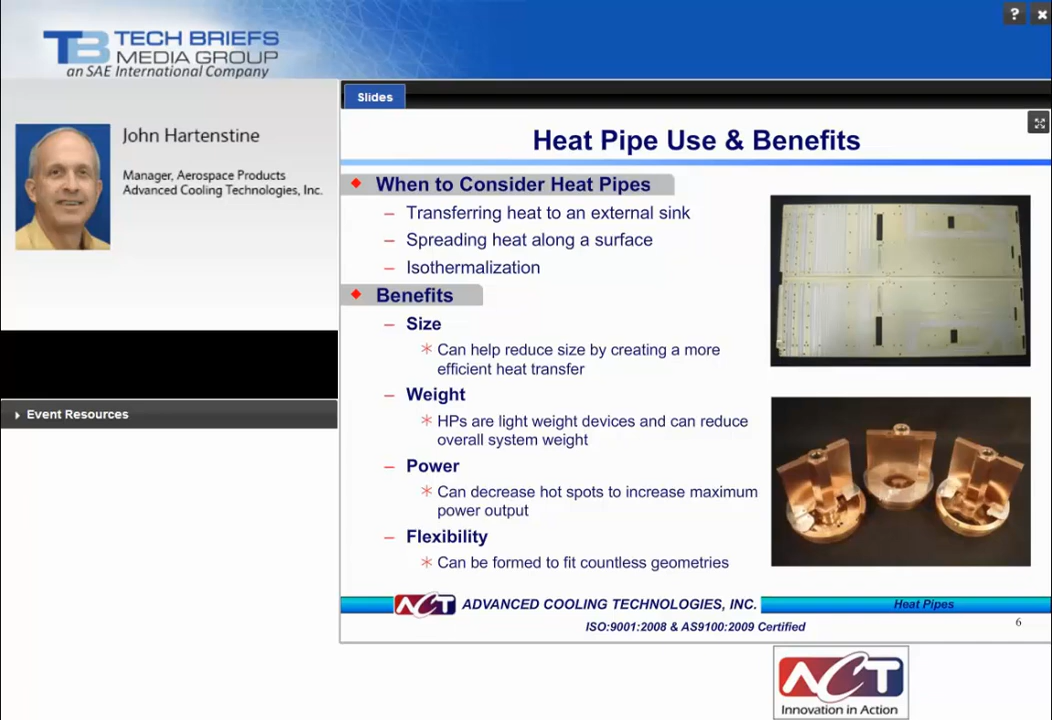 TB TECH BRIEFS
MEDIA GROUP
an SAE International Company
? ×
John Hartenstine
Manager, Aerospace Products
Advanced Cooling Technologies, Inc.
Event Resources
Slides
Heat Pipe Use & Benefits
When to Consider Heat Pipes
– Transferring heat to an external sink
– Spreading heat along a surface
– Isothermalization
Benefits
– Size
* Can help reduce size by creating a more
efficient heat transfer
– Weight
* HPs are light weight devices and can reduce
overall system weight
– Power
* Can decrease hot spots to increase maximum
power output
– Flexibility
* Can be formed to fit countless geometries
ACT ADVANCED COOLING TECHNOLOGIES, INC. Heat Pipes
ISO:9001:2008 & AS9100:2009 Certified 6
ACT
Innovation in Action